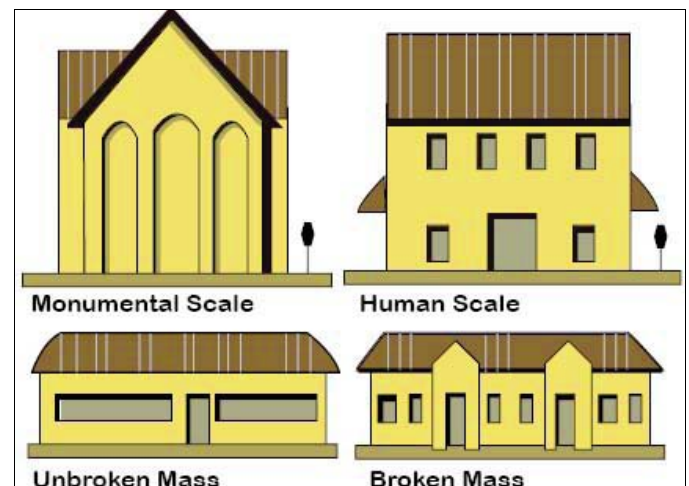 Monumental Scale
Human Scale
Unbroken Mass
Broken Mass